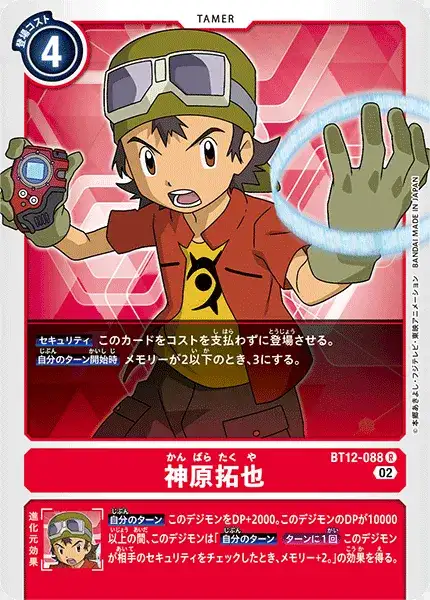 TAMER
登場コスト
4
セキュリティ このカードをコストを支払わずに登場させる。
自分のターン開始時 メモリーが2以下のとき、3にする。
©本郷あきよし・フジテレビ・東映アニメーション BANDAI MADE IN JAPAN
BT12-088 R
かん ばら たく や
神原拓也
02
進化元効果
自分のターン このデジモンをDP+2000。このデジモンのDPが10000
以上の間、このデジモンは「自分のターン ターンに1回 このデジモン
が相手のセキュリティをチェックしたとき、メモリー+2。」の効果を得る。